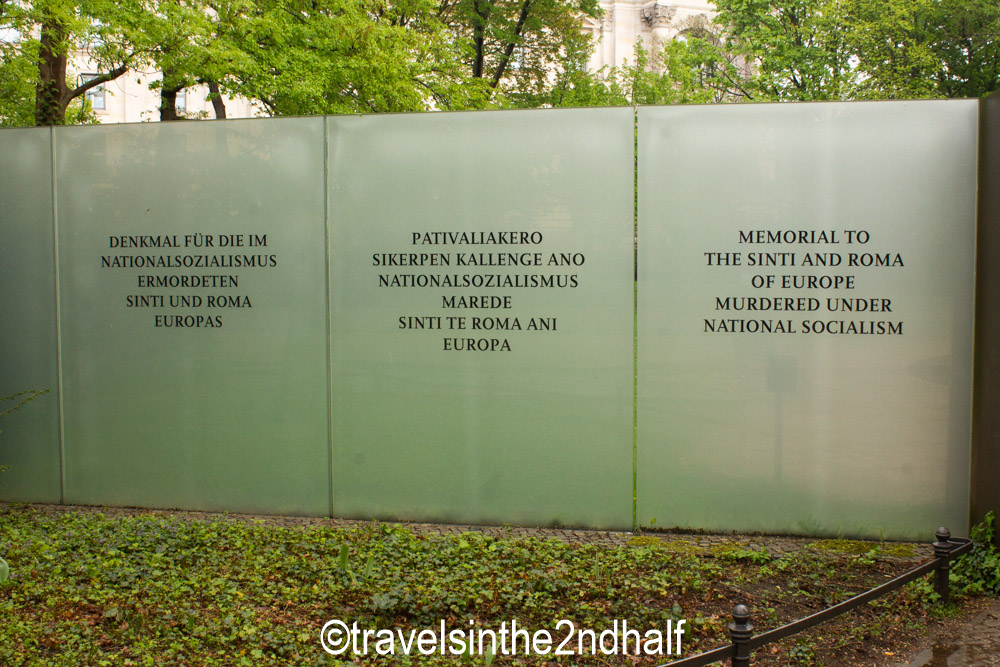 DENKMAL FÜR DIE IM
NATIONALSOZIALISMUS
ERMORDETEN
SINTI UND ROMA
EUROPAS
PATIVALIAKERO
SIKERPEN KALLENGE ANO
NATIONALSOZIALISMUS
MAREDE
SINTI TE ROMA ANI
EUROPA
MEMORIAL TO
THE SINTI AND ROMA
OF EUROPE
MURDERED UNDER
NATIONAL SOCIALISM
©travelsinthe2ndhalf